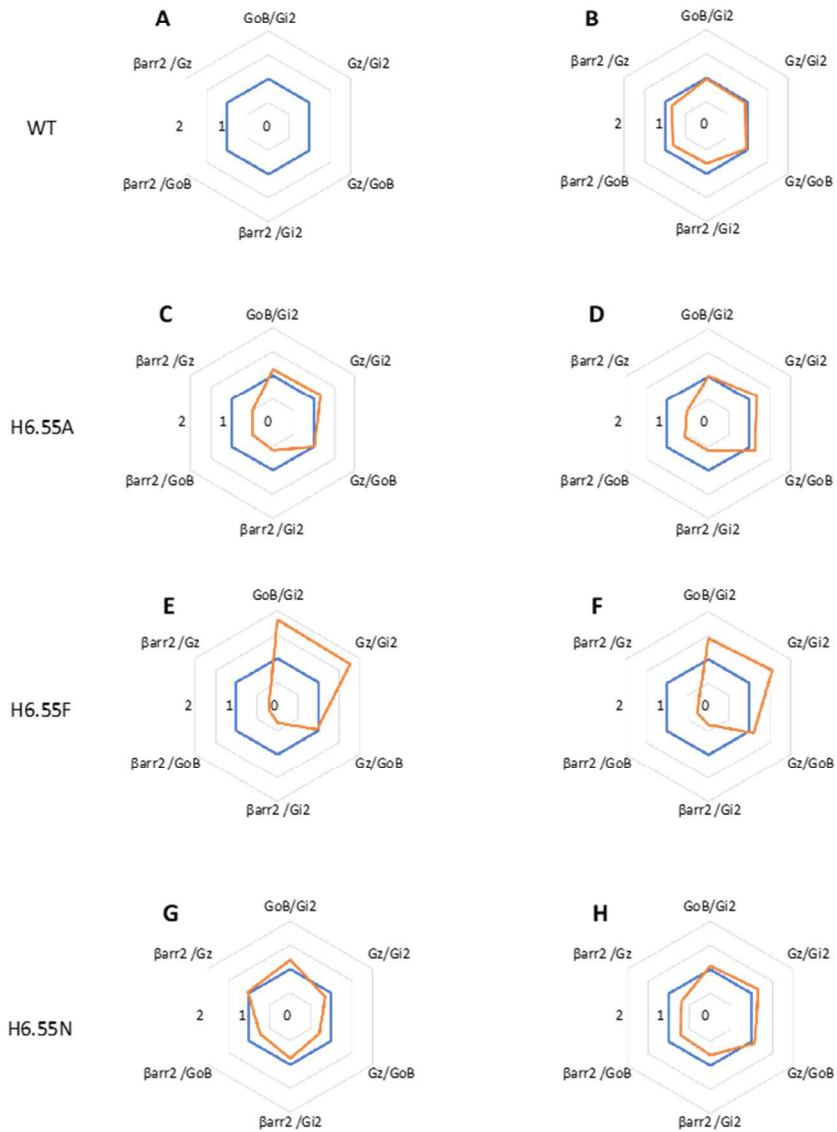 A
GoB/Gi2
βarr2 /Gz
WT
2 1 0
βarr2 /GoB
Gz/Gi2
Gz/GoB
βarr2 /Gi2
B
GoB/Gi2
βarr2 /Gz
Gz/Gi2
2 1 0
βarr2 /GoB
Gz/GoB
βarr2 /Gi2
C
GoB/Gi2
βarr2 /Gz
Gz/Gi2
H6.55A
2 1 0
βarr2 /GoB
Gz/GoB
βarr2 /Gi2
D
GoB/Gi2
βarr2 /Gz
Gz/Gi2
2 1 0
βarr2 /GoB
Gz/GoB
βarr2 /Gi2
E
GoB/Gi2
βarr2 /Gz
Gz/Gi2
H6.55F
2 1 0
βarr2 /GoB
Gz/GoB
βarr2 /Gi2
F
GoB/Gi2
βarr2 /Gz
Gz/Gi2
2 1 0
βarr2 /GoB
Gz/GoB
βarr2 /Gi2
G
GoB/Gi2
βarr2 /Gz
Gz/Gi2
H6.55N
2 1 0
βarr2 /GoB
Gz/GoB
βarr2 /Gi2
H
GoB/Gi2
βarr2 /Gz
Gz/Gi2
2 1 0
βarr2 /GoB
Gz/GoB
βarr2 /Gi2